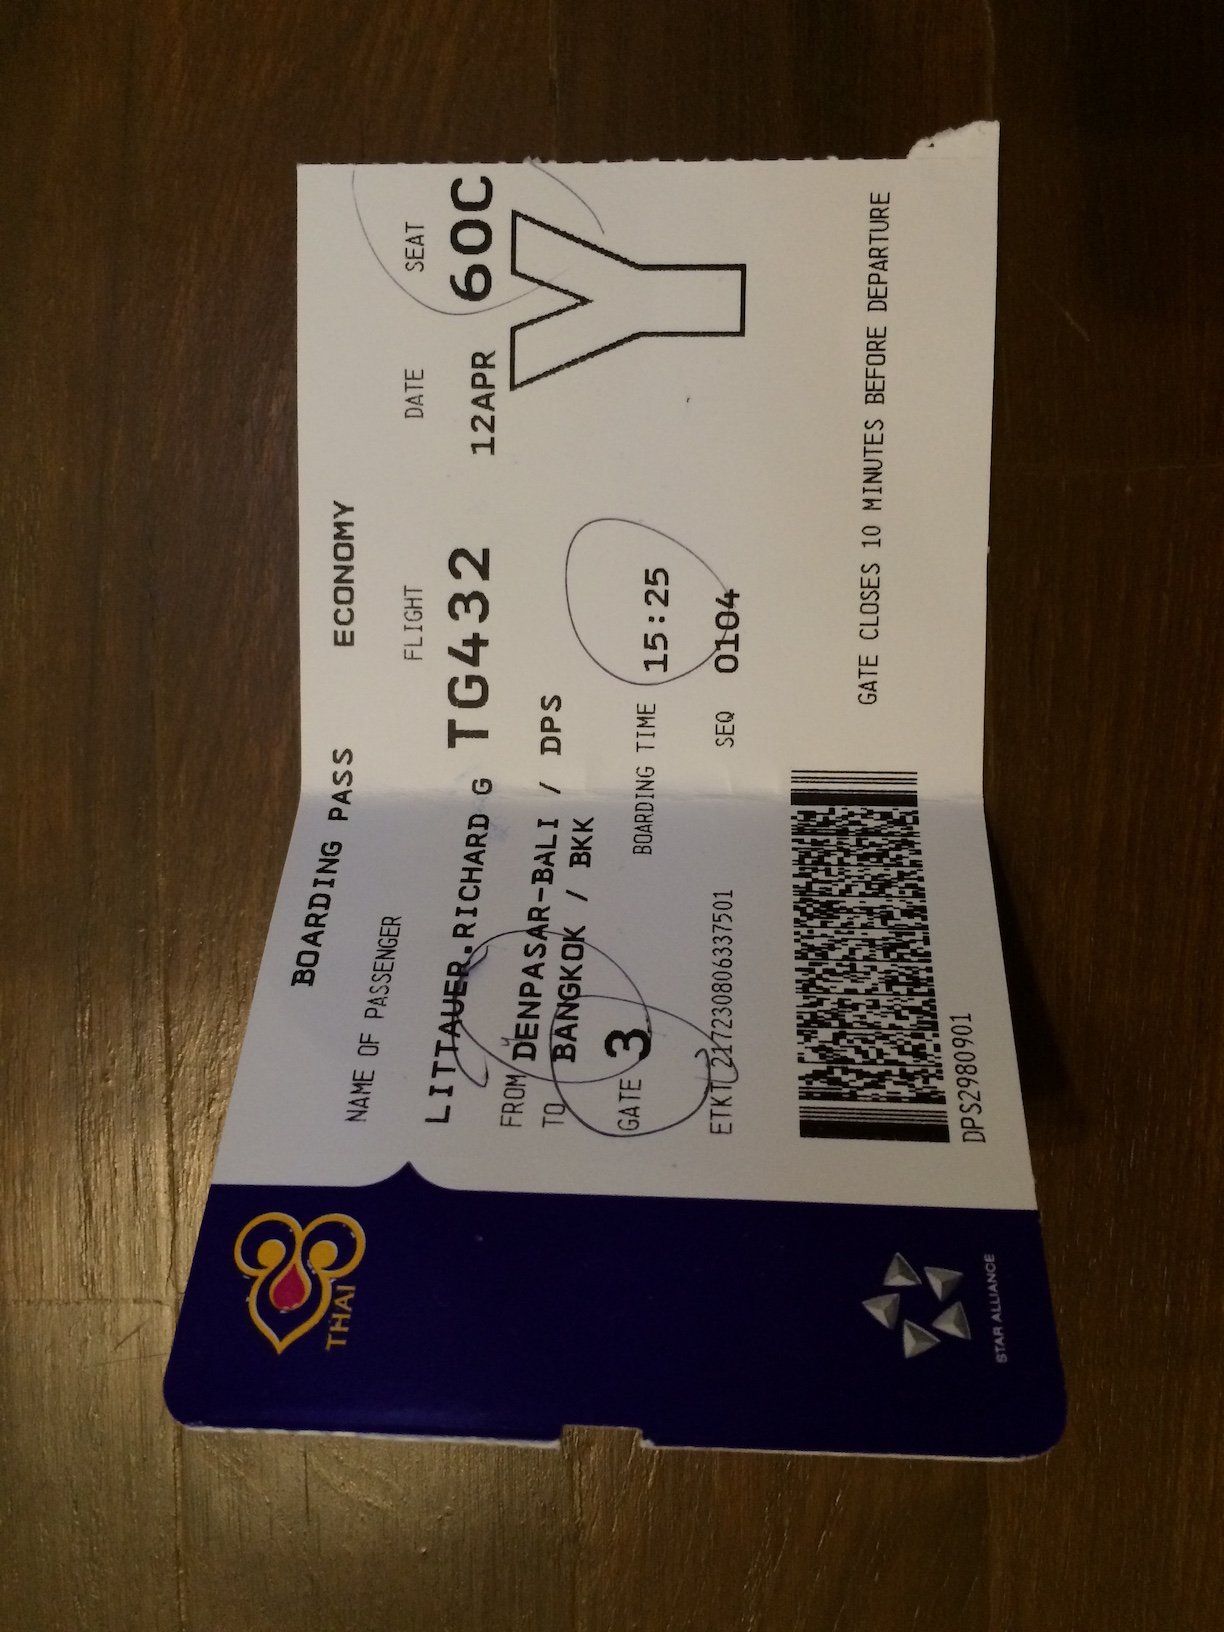 THAI
BOARDING PASS ECONOMY
NAME OF PASSENGER FLIGHT DATE SEAT
LITTAUER.RICHARD G TG432 12APR 60C
FROM DENPASAR-BALI / DPS
TO BANGKOK / BKK
Y
GATE 3 BOARDING TIME 15:25
ETKT 217230806337501 SEQ 0104
GATE CLOSES 10 MINUTES BEFORE DEPARTURE
DPS2980901
STAR ALLIANCE